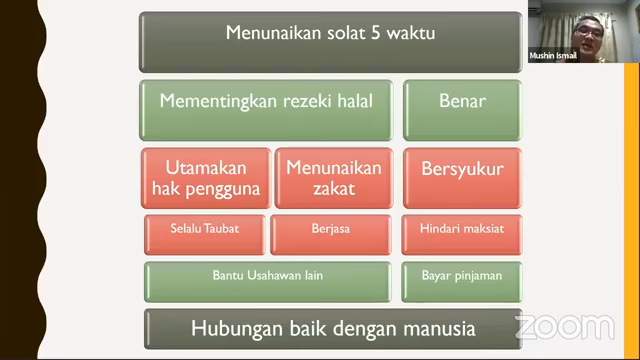 Menunaikan solat 5 waktu
Mushin Ismail
Mementingkan rezeki halal
Benar
Utamakan
hak pengguna
Menunaikan
zakat
Bersyukur
Selalu Taubat
Berjasa
Hindari maksiat
Bantu Usahawan lain
Bayar pinjaman
Hubungan baik dengan manusia
zoom